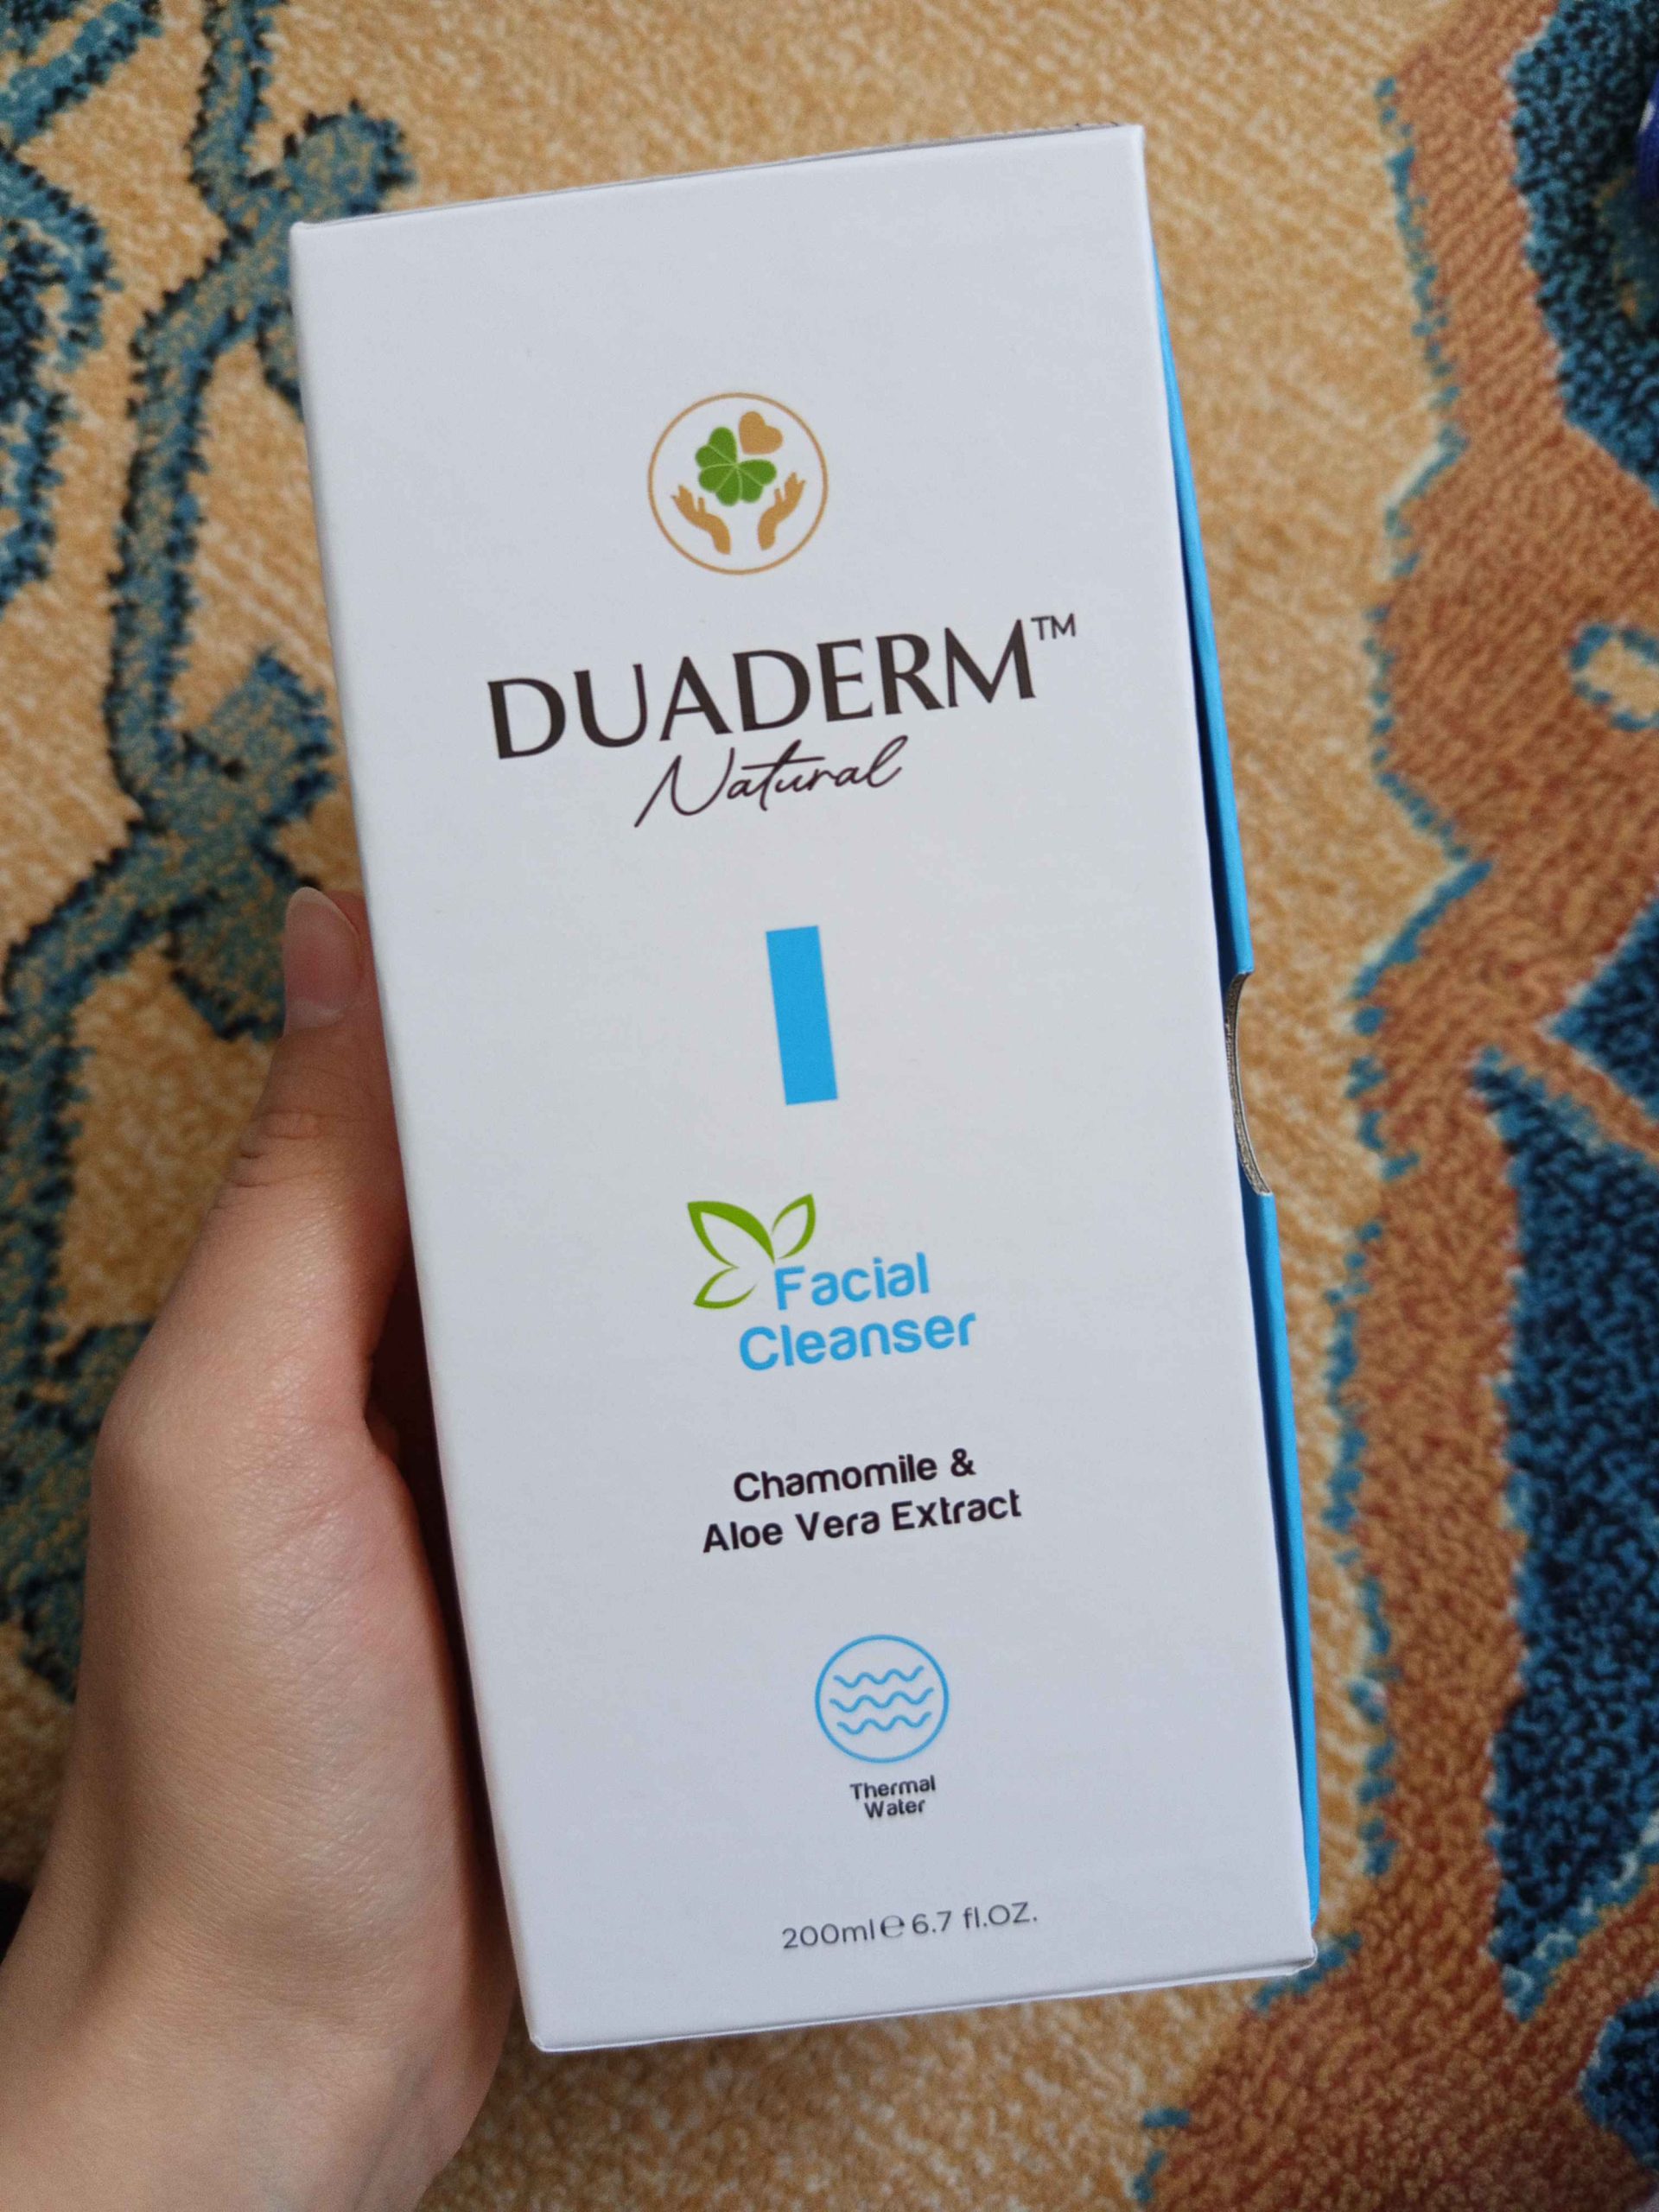 DUADERM™
Natural
Facial
Cleanser
Chamomile &
Aloe Vera Extract
Thermal
Water
200ml℮6.7 fl.OZ.